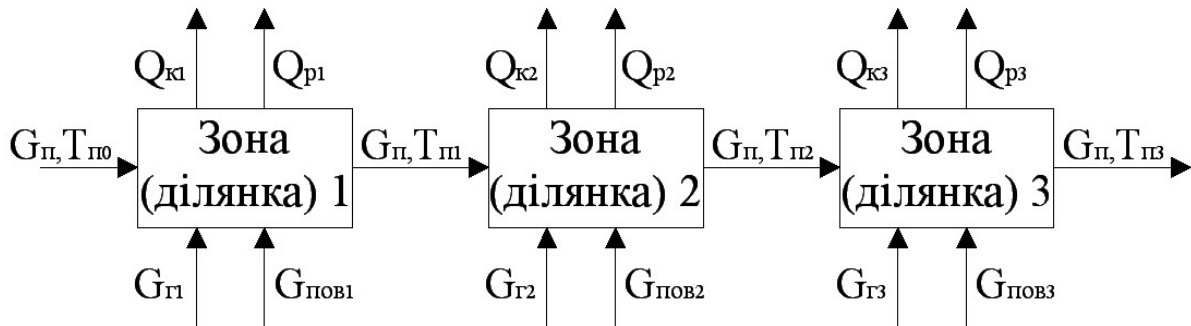 Qк1 Qр1 Qк2 Qр2 Qк3 Qр3
Gп,Tп0 Зона Gп,Tп1 Зона Gп,Tп2 Зона Gп,Tп3
(ділянка) 1 (ділянка) 2 (ділянка) 3
Gг1 Gпов1 Gг2 Gпов2 Gг3 Gпов3